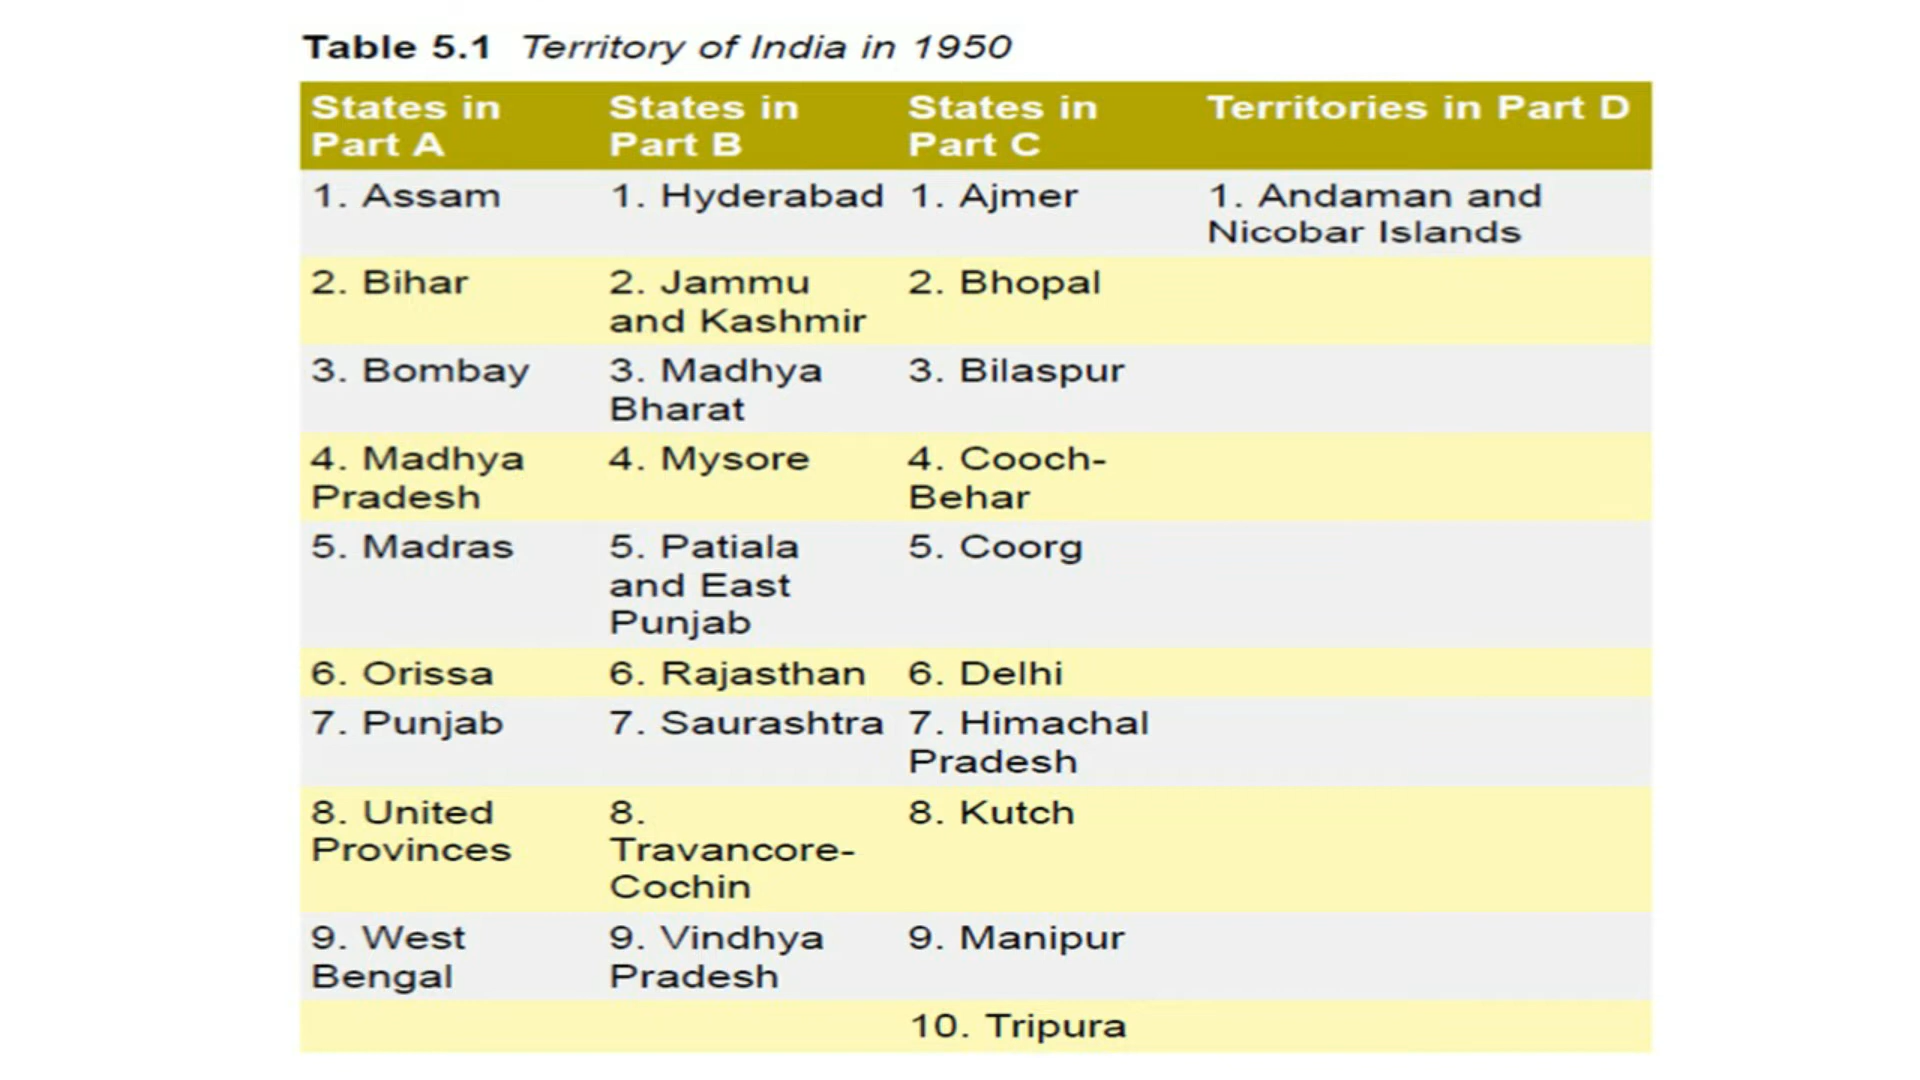 Table 5.1 Territory of India in 1950
States in Part A States in Part B States in Part C Territories in Part D
1. Assam 1. Hyderabad 1. Ajmer 1. Andaman and Nicobar Islands
2. Bihar 2. Jammu and Kashmir 2. Bhopal
3. Bombay 3. Madhya Bharat 3. Bilaspur
4. Madhya Pradesh 4. Mysore 4. Cooch-Behar
5. Madras 5. Patiala and East Punjab 5. Coorg
6. Orissa 6. Rajasthan 6. Delhi
7. Punjab 7. Saurashtra 7. Himachal Pradesh
8. United Provinces 8. Travancore-Cochin 8. Kutch
9. West Bengal 9. Vindhya Pradesh 9. Manipur
10. Tripura